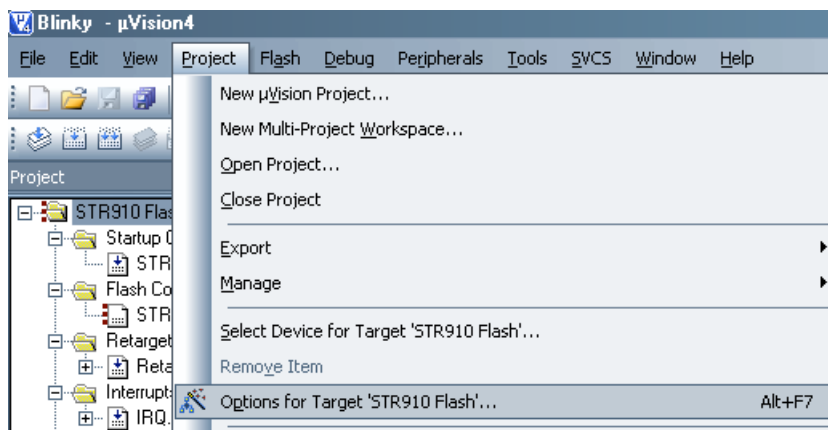 Blinky - µVision4
File Edit View Project Flash Debug Peripherals Tools SVCS Window Help
New µVision Project...
New Multi-Project Workspace...
Open Project...
Close Project
Export
Manage
Select Device for Target 'STR910 Flash'...
Remove Item
Options for Target 'STR910 Flash'... Alt+F7
Project
STR910 Flas
Startup C
STR
Flash Co
STR
Retarget
Reta
Interrupt
IRQ.